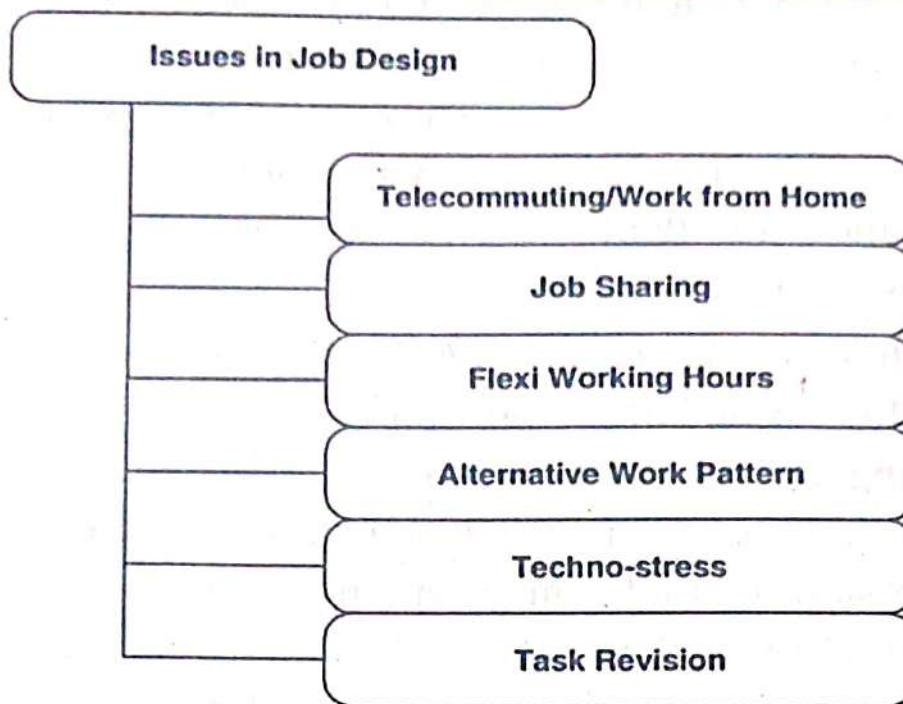 Issues in Job Design
Telecommuting/Work from Home
Job Sharing
Flexi Working Hours
Alternative Work Pattern
Techno-stress
Task Revision